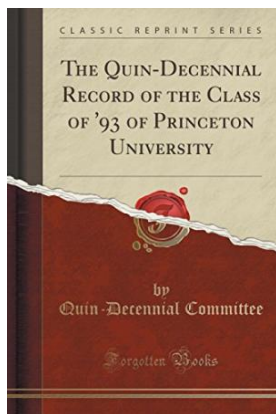 CLASSIC REPRINT SERIES
THE QUIN-DECENNIAL
RECORD OF THE CLASS
OF '93 OF PRINCETON
UNIVERSITY
by
Quin-Decennial Committee
Forgotten Books